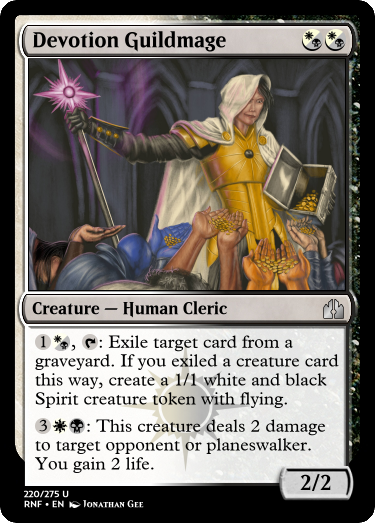 Devotion Guildmage
Creature — Human Cleric
1 , : Exile target card from a
graveyard. If you exiled a creature card
this way, create a 1/1 white and black
Spirit creature token with flying.
3 : This creature deals 2 damage
to target opponent or planeswalker.
You gain 2 life.
2/2
220/275 U
RNF • EN Jonathan Gee